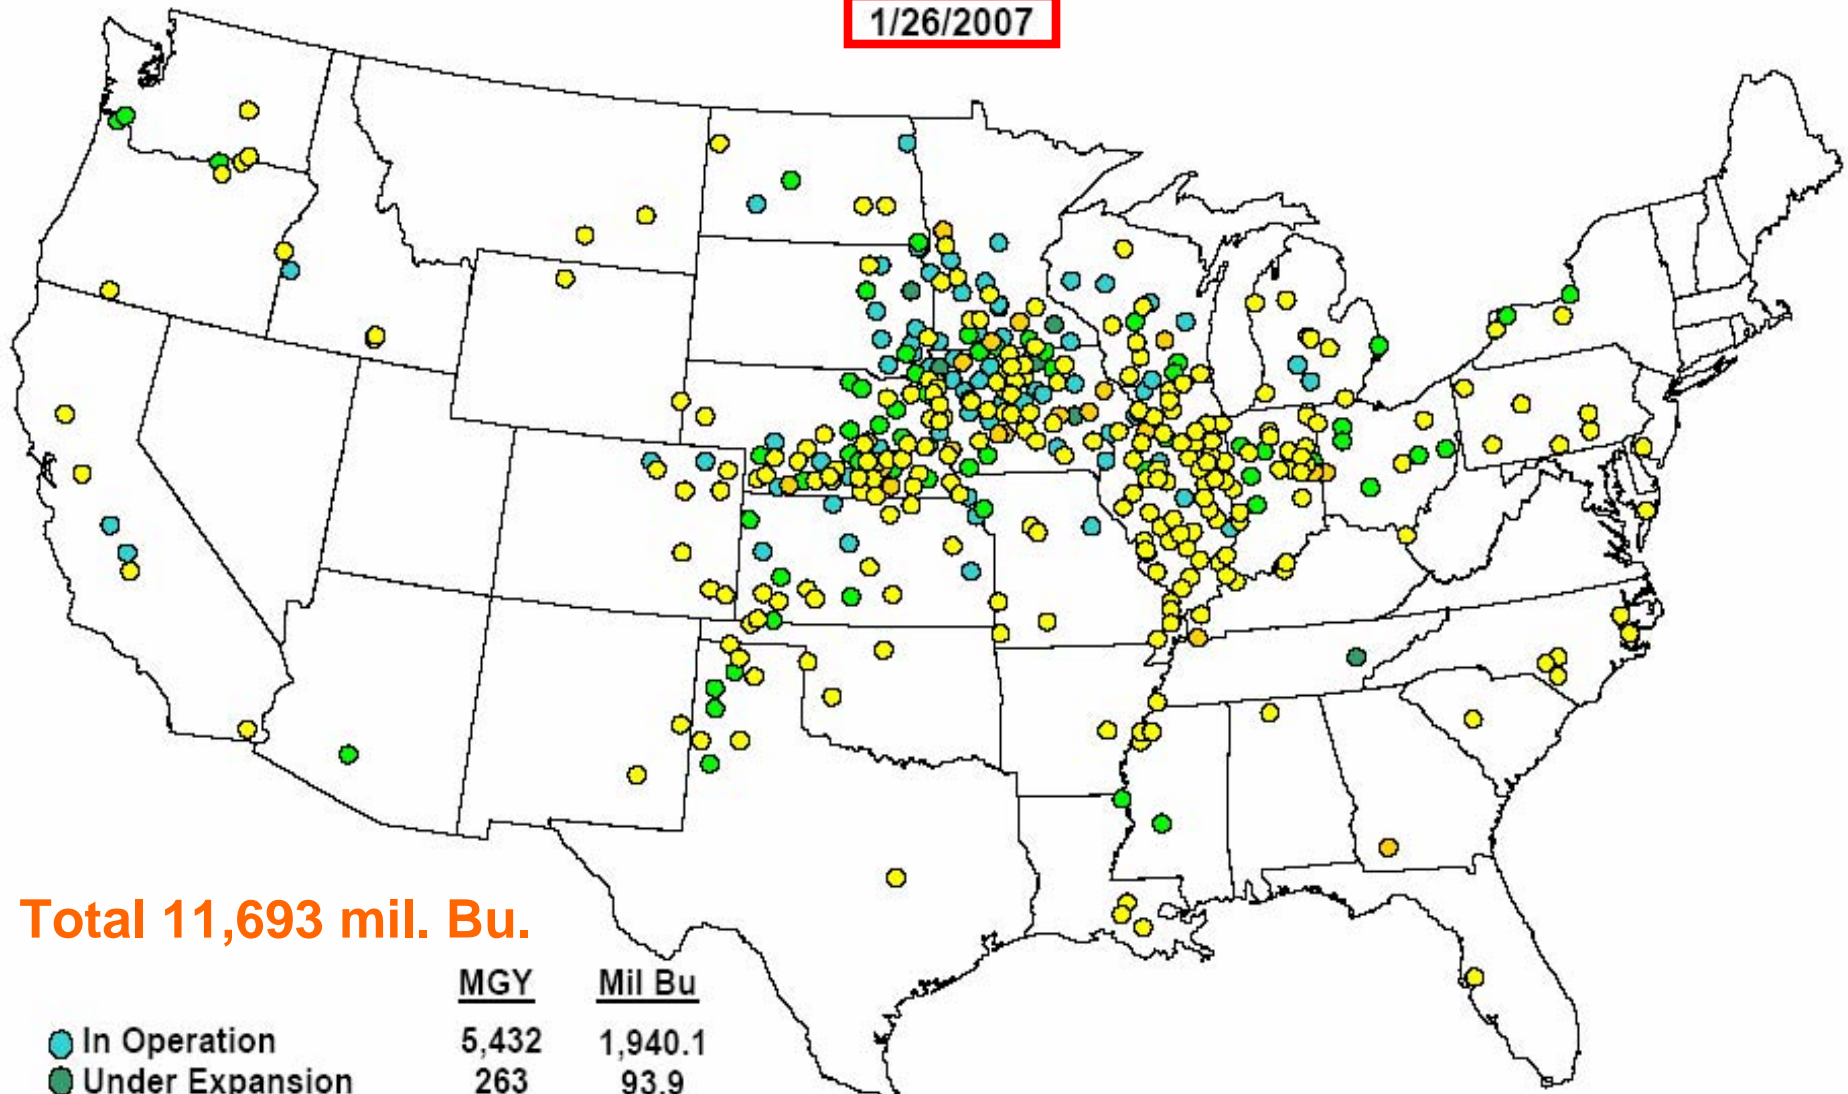 1/26/2007
Total 11,693 mil. Bu.
MGY Mil Bu
In Operation 5,432 1,940.1
Under Expansion 263 93.9